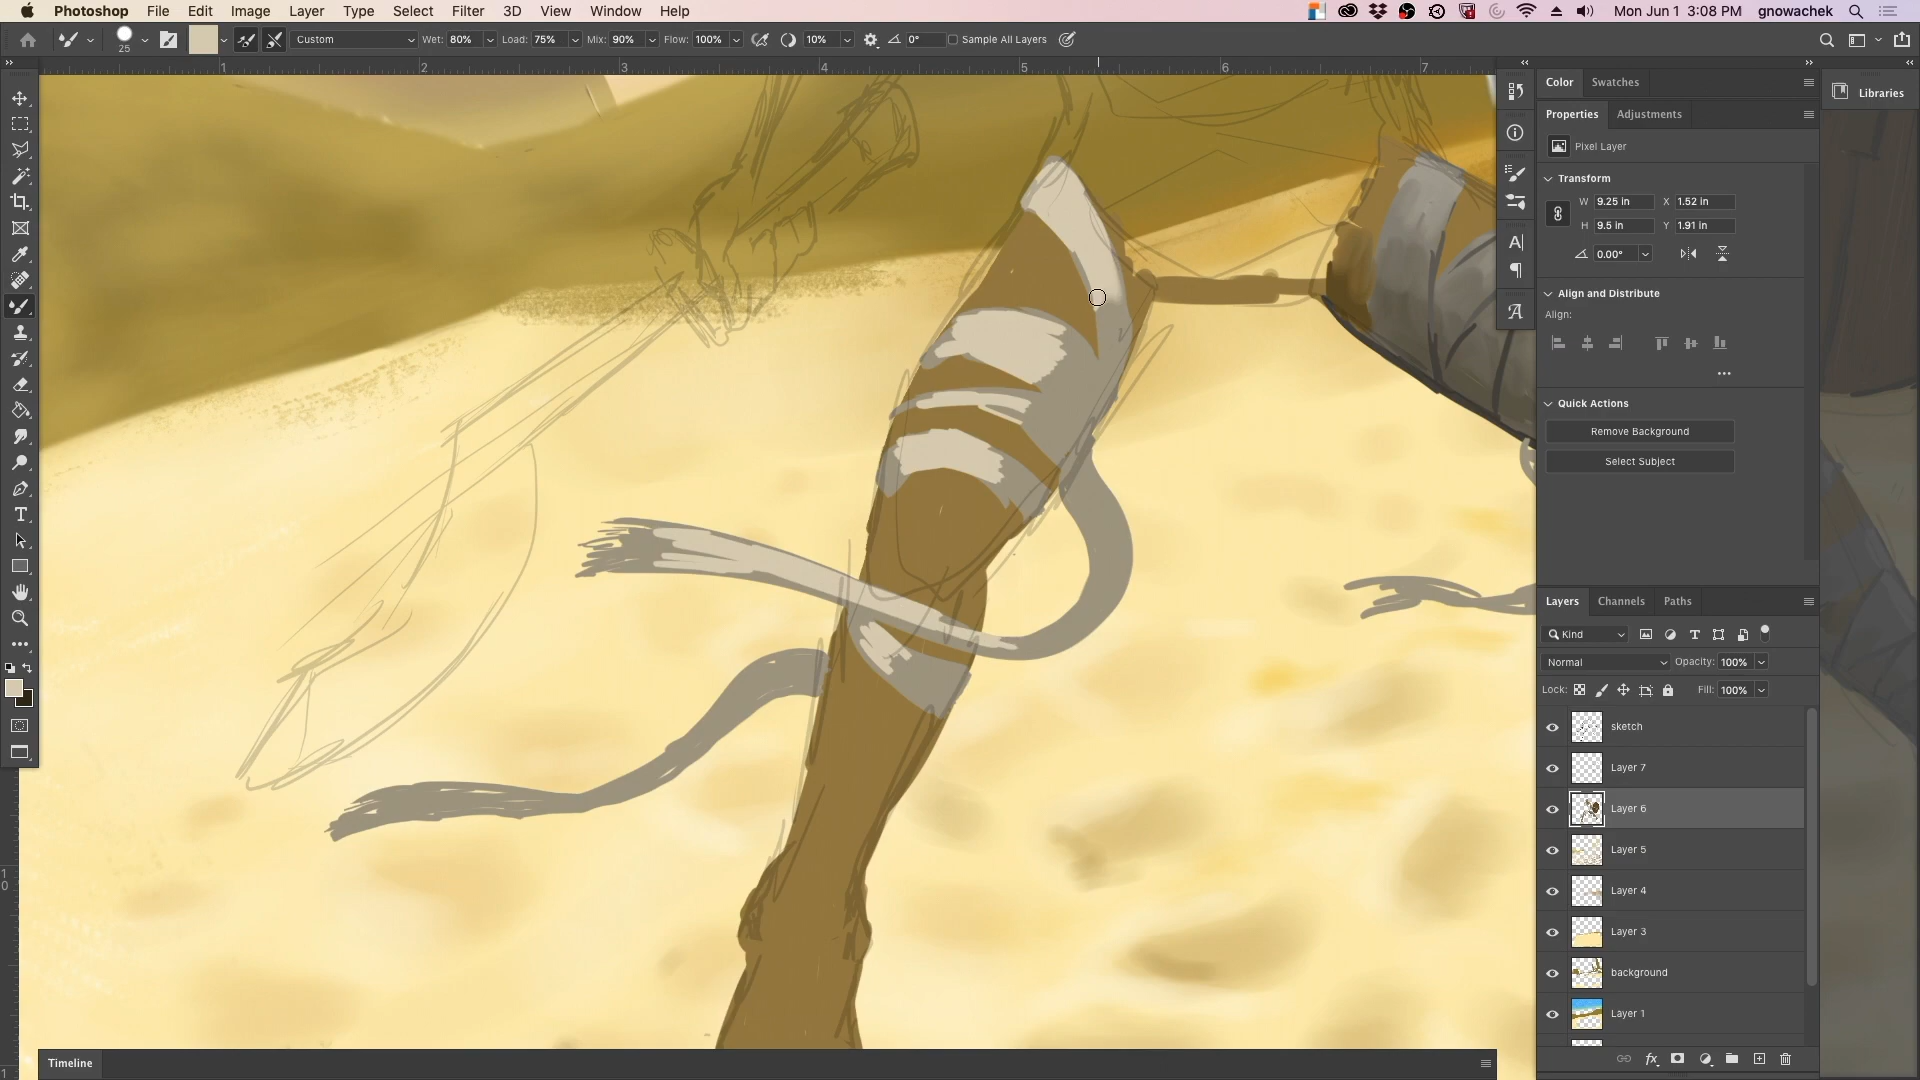 Photoshop File Edit Image Layer Type Select Filter 3D View Window Help Mon Jun 1 3:08 PM gnowachek
25 Custom Wet: 80% Load: 75% Mix: 90% Flow: 100% 10% 0° Sample All Layers
1 2 3 4 5 6 7
Color Swatches
Libraries
Properties Adjustments
Pixel Layer
Transform
W 9.25 in X 1.52 in
H 9.5 in Y 1.91 in
0.00°
Align and Distribute
Align:
Quick Actions
Remove Background
Select Subject
Layers Channels Paths
Kind
Normal Opacity: 100%
Lock: Fill: 100%
sketch
Layer 7
Layer 6
Layer 5
Layer 4
Layer 3
background
Layer 1
1
0
1
Timeline